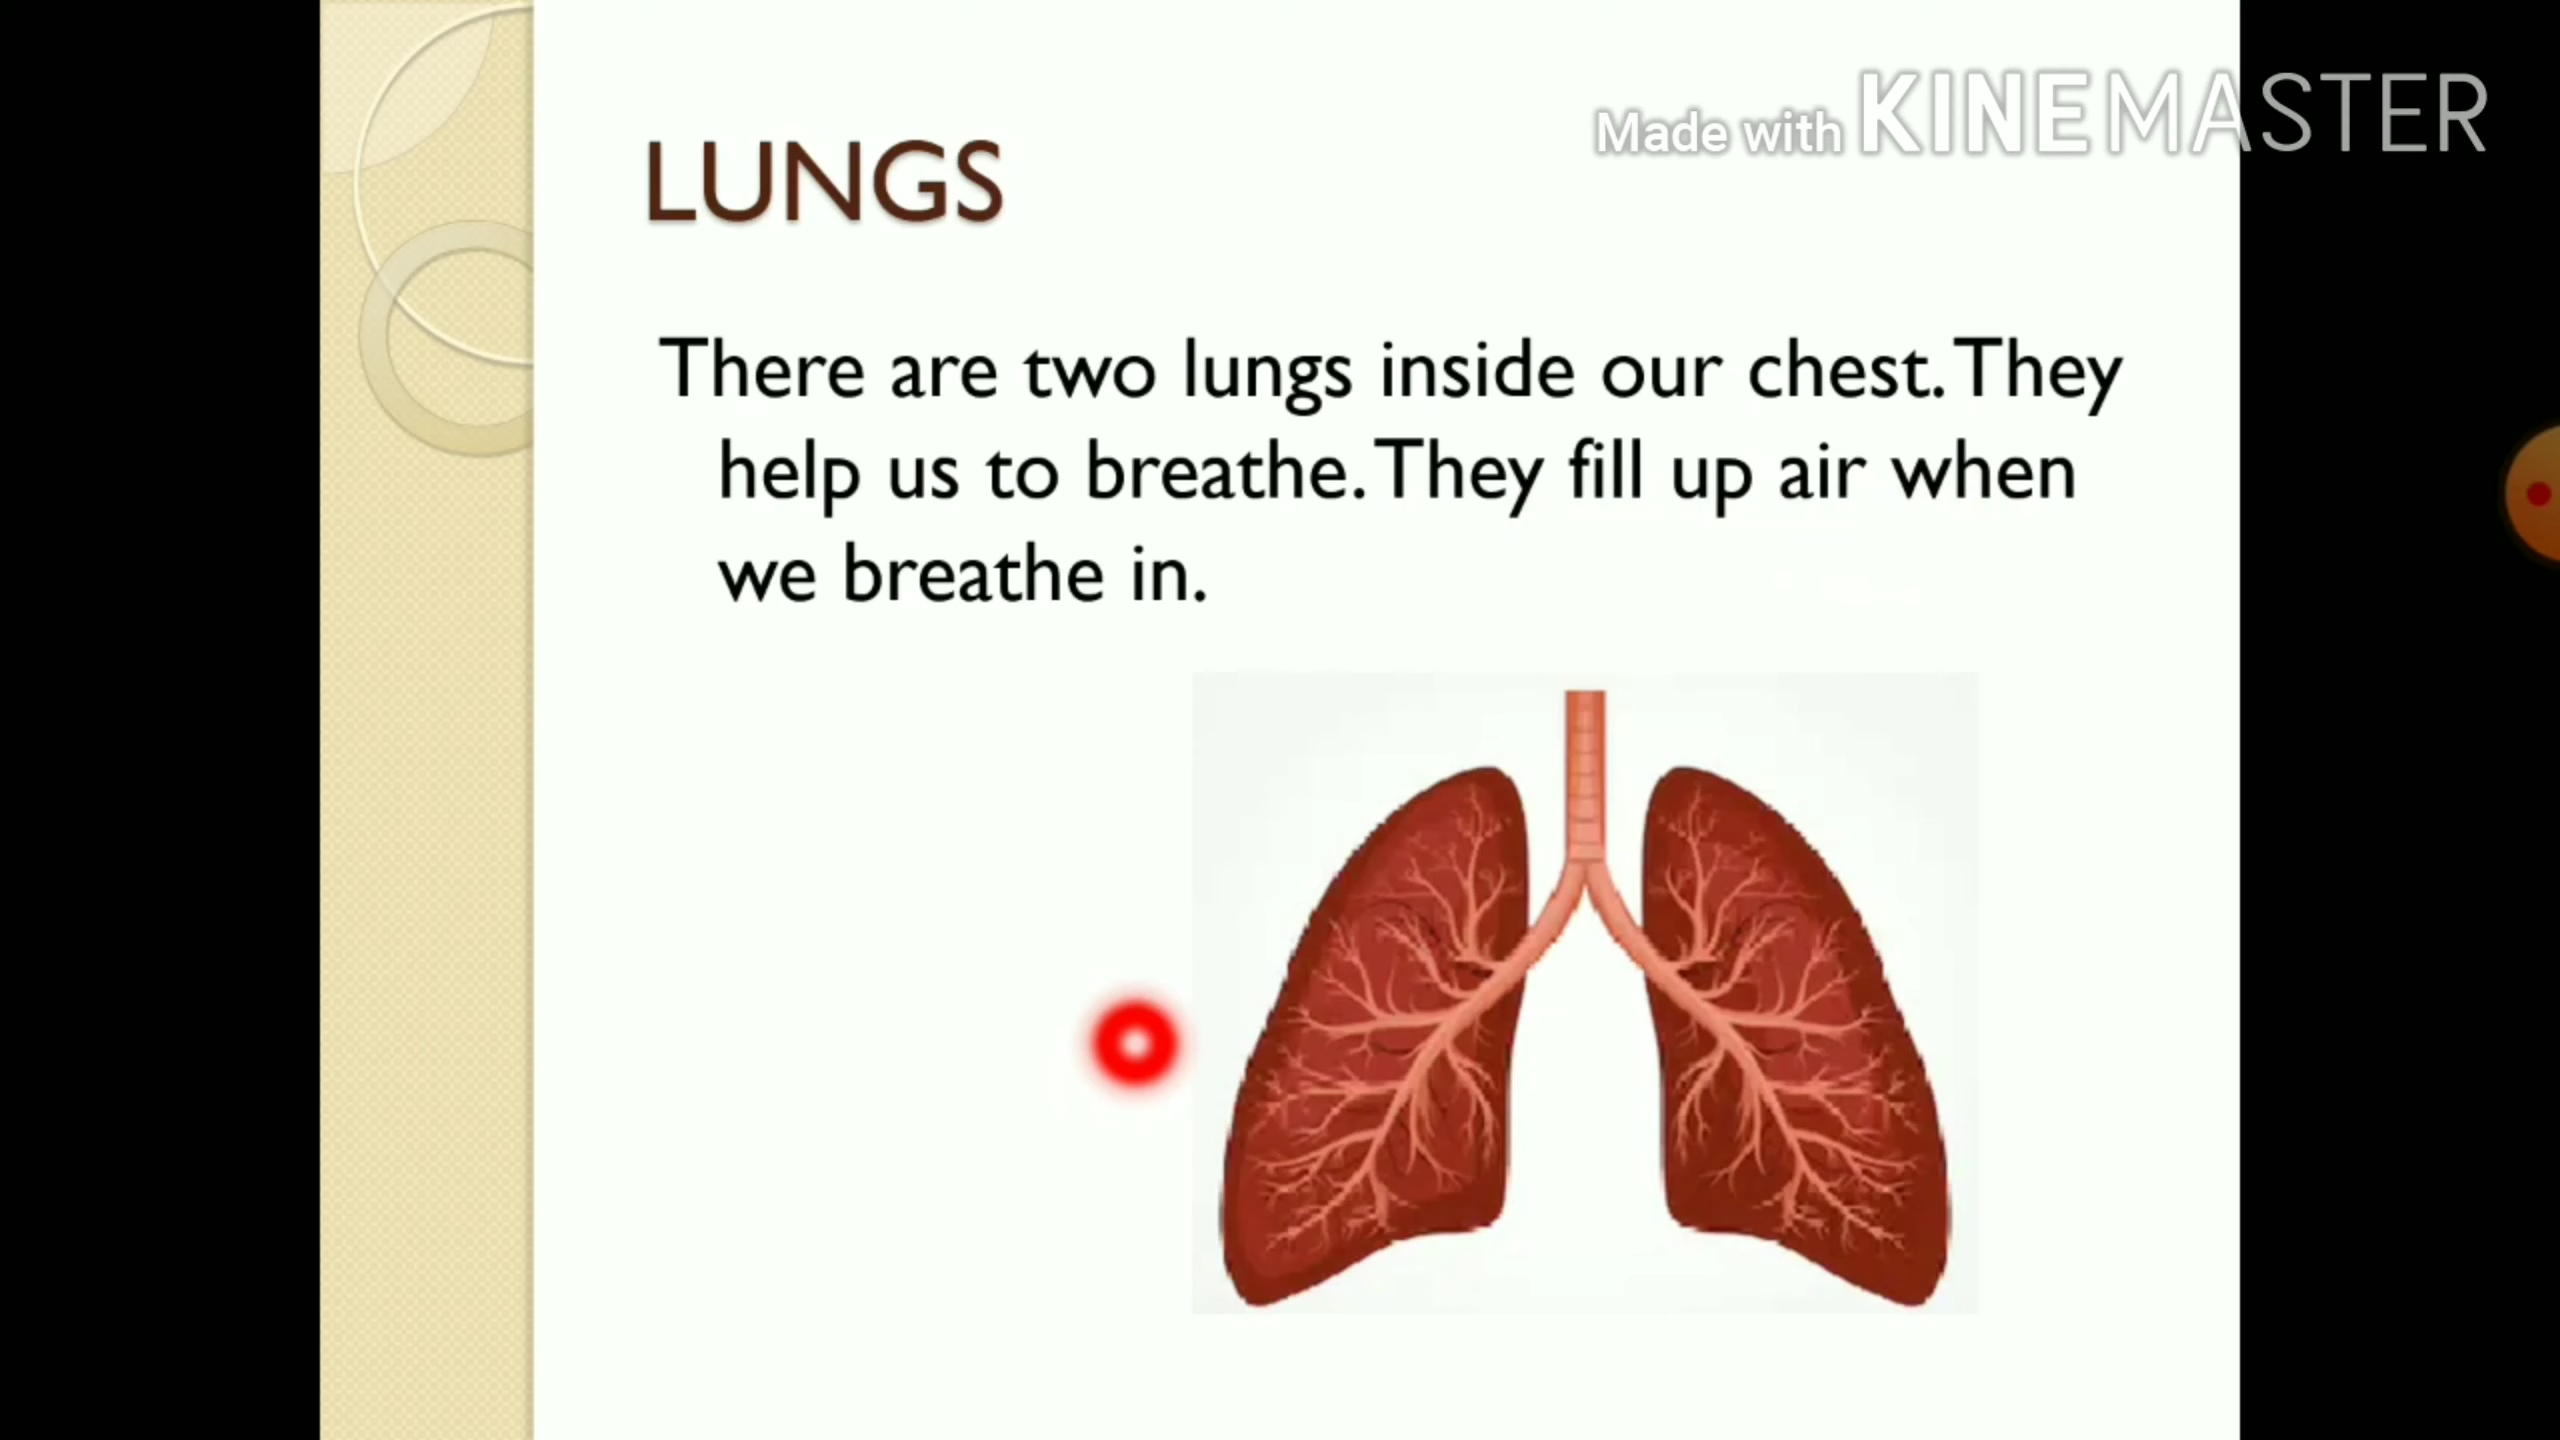 Made with KINEMASTER
LUNGS
There are two lungs inside our chest. They
help us to breathe. They fill up air when
we breathe in.